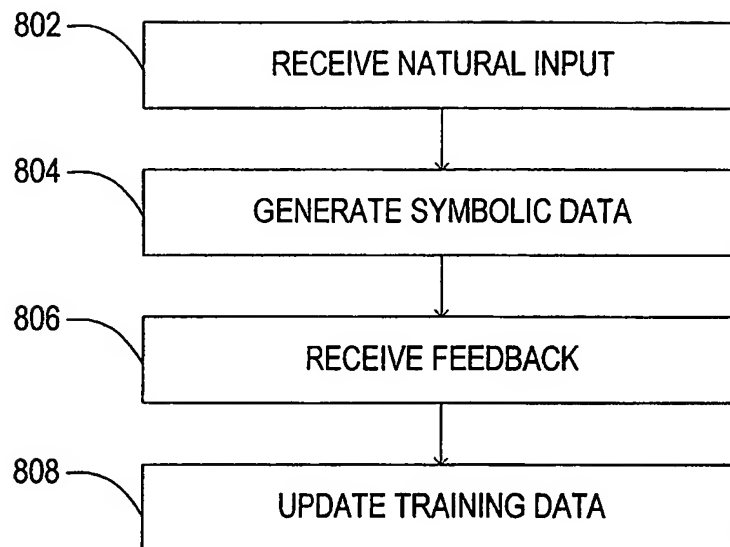 802
RECEIVE NATURAL INPUT
804
GENERATE SYMBOLIC DATA
806
RECEIVE FEEDBACK
808
UPDATE TRAINING DATA